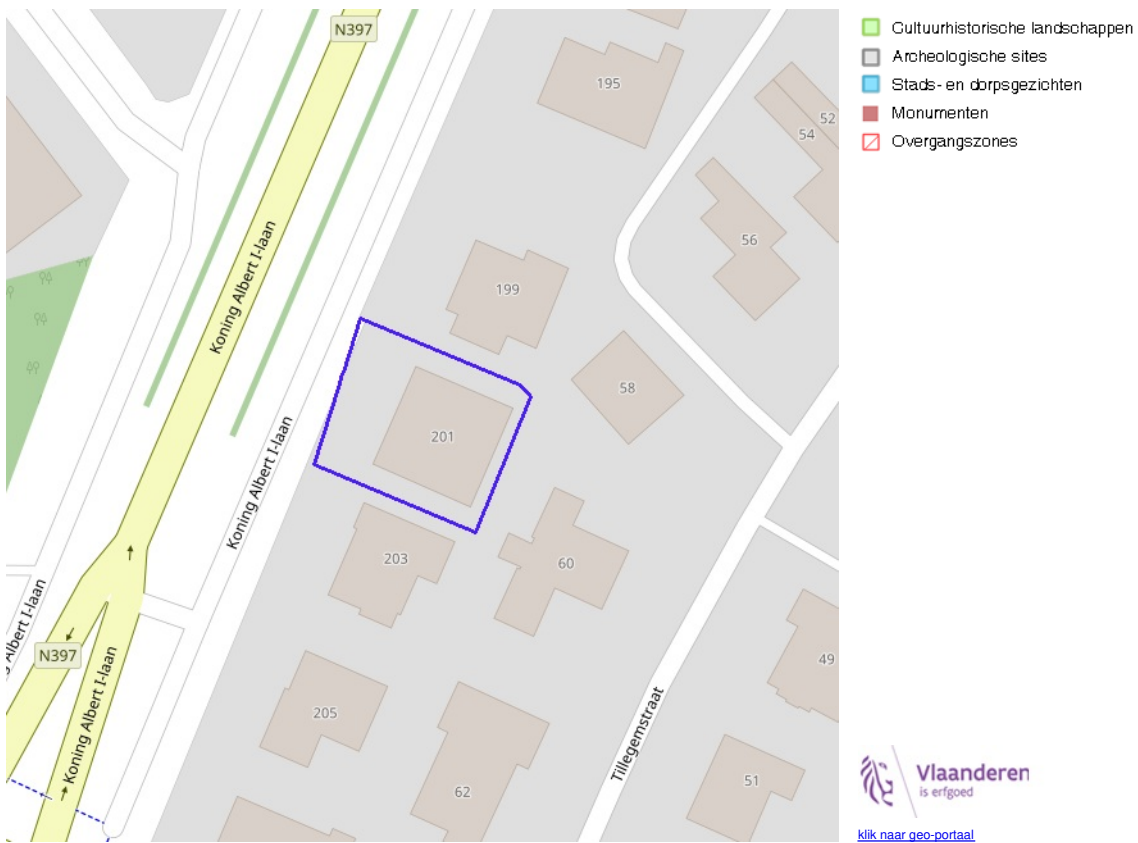 N397
195
52
54
56
Koning Albert I-laan
199
58
201
Koning Albert I-laan
203
60
Koning Albert I-laan
N397
49
205
Koning Albert I-laan
Tillegemstraat
62
51
Cultuurhistorische landschappen
Archeologische sites
Stads- en dorpsgezichten
Monumenten
Overgangszones
Vlaanderen
is erfgoed
klik naar geo-portaal